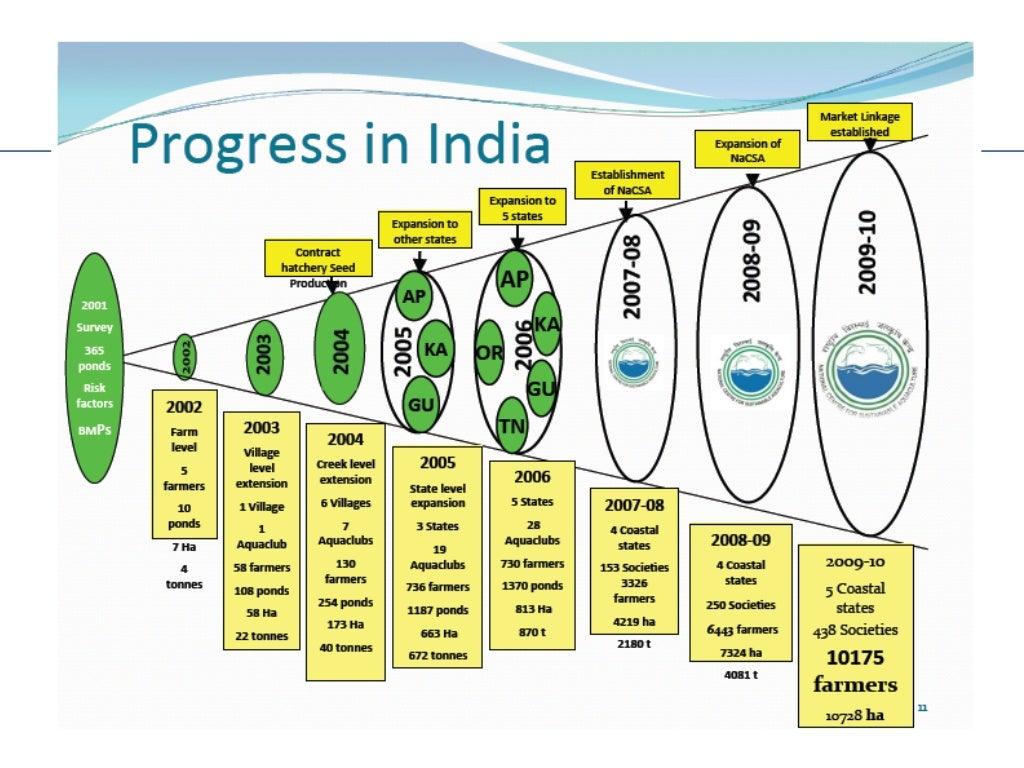 Progress in India
Market Linkage
established
Expansion of
NaCSA
Establishment
of NaCSA
Expansion to
5 states
Expansion to
other states
Contract
hatchery Seed
Production
2001
Survey
365
ponds
Risk
factors
BMPs
2002
2003
2004
2005
AP
KA
GU
2006
AP
KA
OR
GU
TN
2007-08
2008-09
2009-10
NATIONAL CENTRE FOR SUSTAINABLE AQUACULTURE
2002
Farm
level
5
farmers
10
ponds
7 Ha
4
tonnes
2003
Village
level
extension
1 Village
1
Aquaclub
58 farmers
108 ponds
58 Ha
22 tonnes
2004
Creek level
extension
6 Villages
7
Aquaclubs
130
farmers
254 ponds
173 Ha
40 tonnes
2005
State level
expansion
3 States
19
Aquaclubs
736 farmers
1187 ponds
663 Ha
672 tonnes
2006
5 States
28
Aquaclubs
730 farmers
1370 ponds
813 Ha
870 t
2007-08
4 Coastal
states
153 Societies
3326
farmers
4219 ha
2180 t
2008-09
4 Coastal
states
250 Societies
6443 farmers
7324 ha
4081 t
2009-10
5 Coastal
states
438 Societies
10175
farmers
10728 ha
11